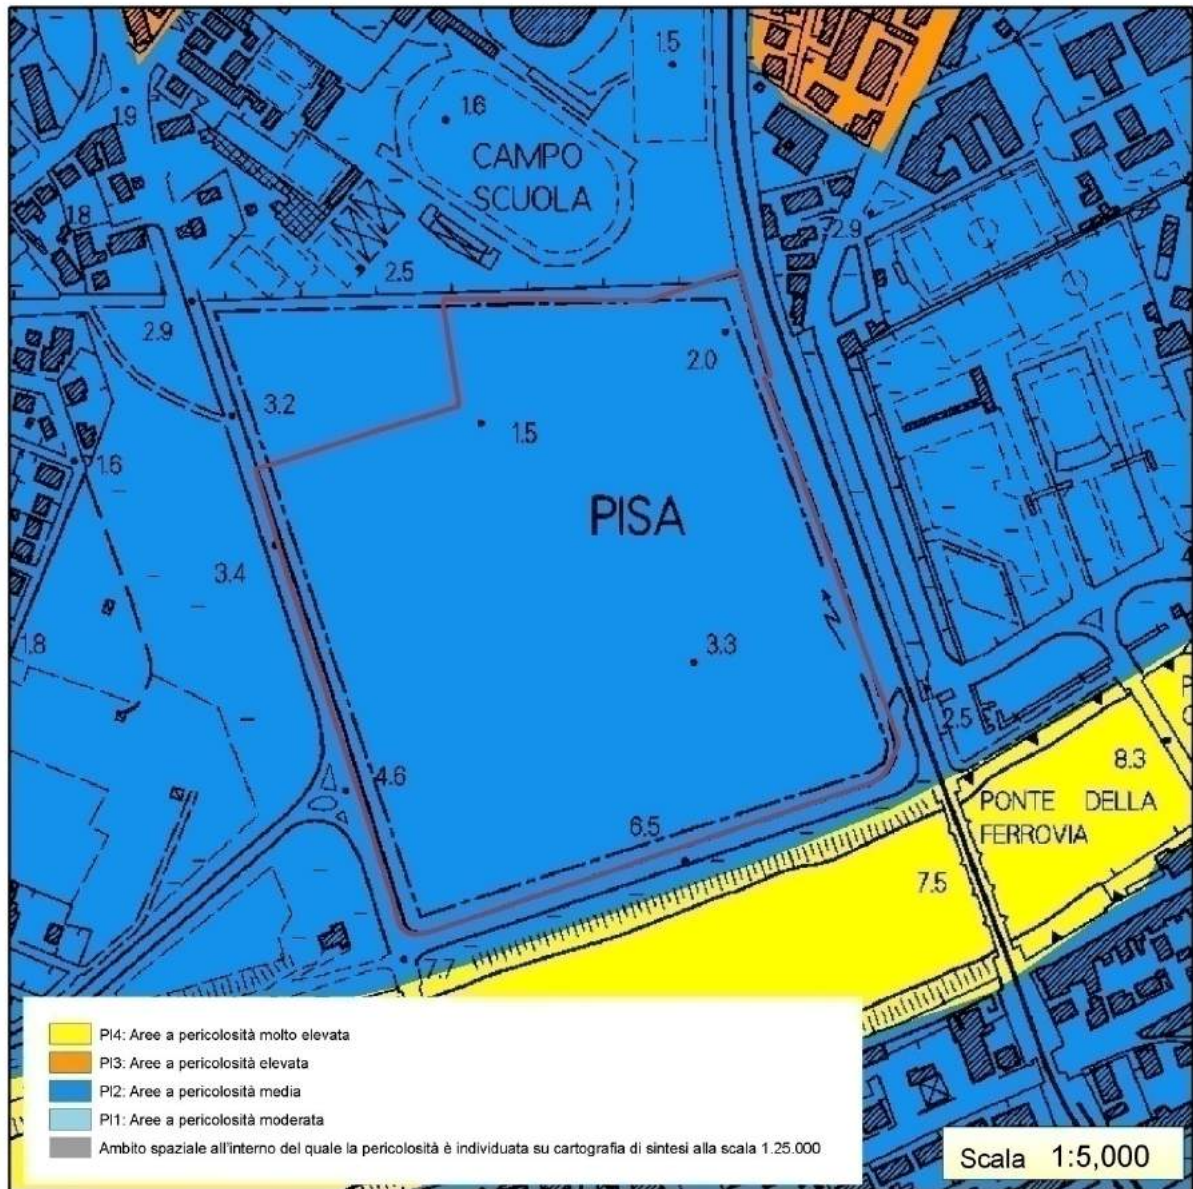 1.5
1.6
1.9
CAMPO
SCUOLA
1.8
2.9
2.5
2.9
2.0
3.2
1.5
1.6
PISA
3.4
1.8
3.3
2.5
4.6
8.3
6.5
PONTE DELLA
FERROVIA
7.5
7.7
PI4: Aree a pericolosità molto elevata
PI3: Aree a pericolosità elevata
PI2: Aree a pericolosità media
PI1: Aree a pericolosità moderata
Ambito spaziale all'interno del quale la pericolosità è individuata su cartografia di sintesi alla scala 1:25.000
Scala 1:5,000